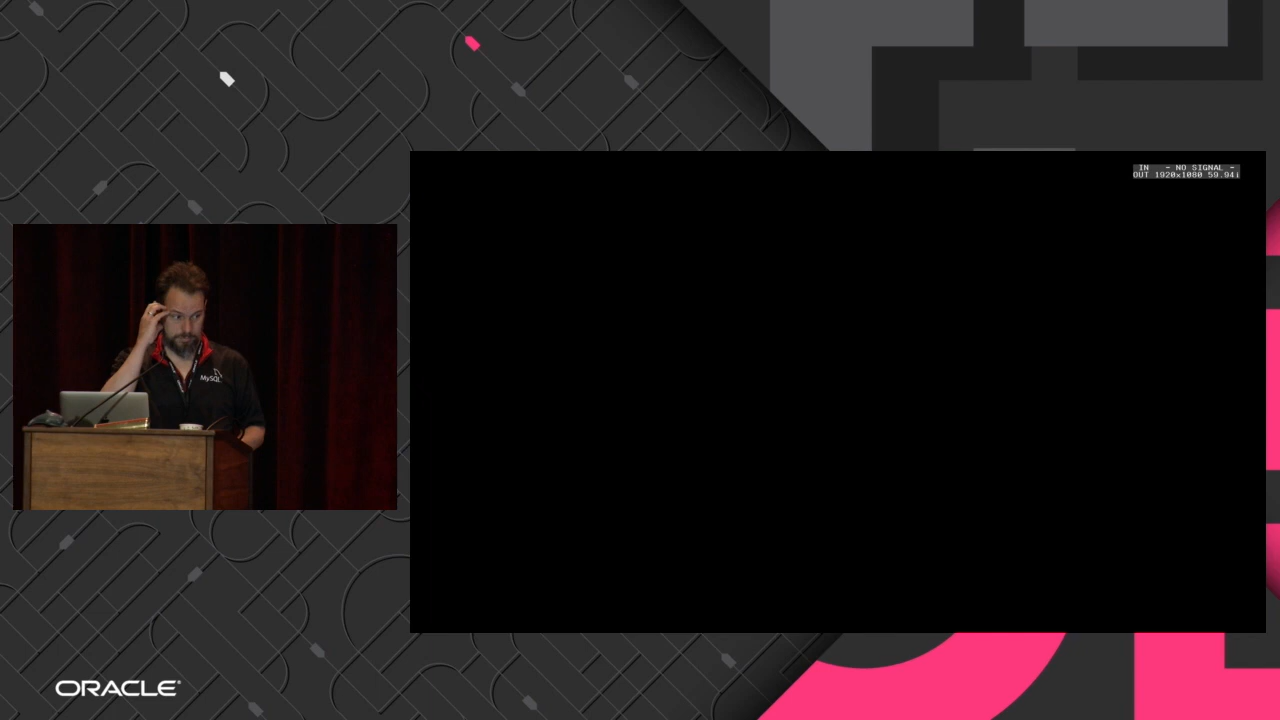 IN - NO SIGNAL -
OUT 1920x1080 59.94i
MySQL
ORACLE